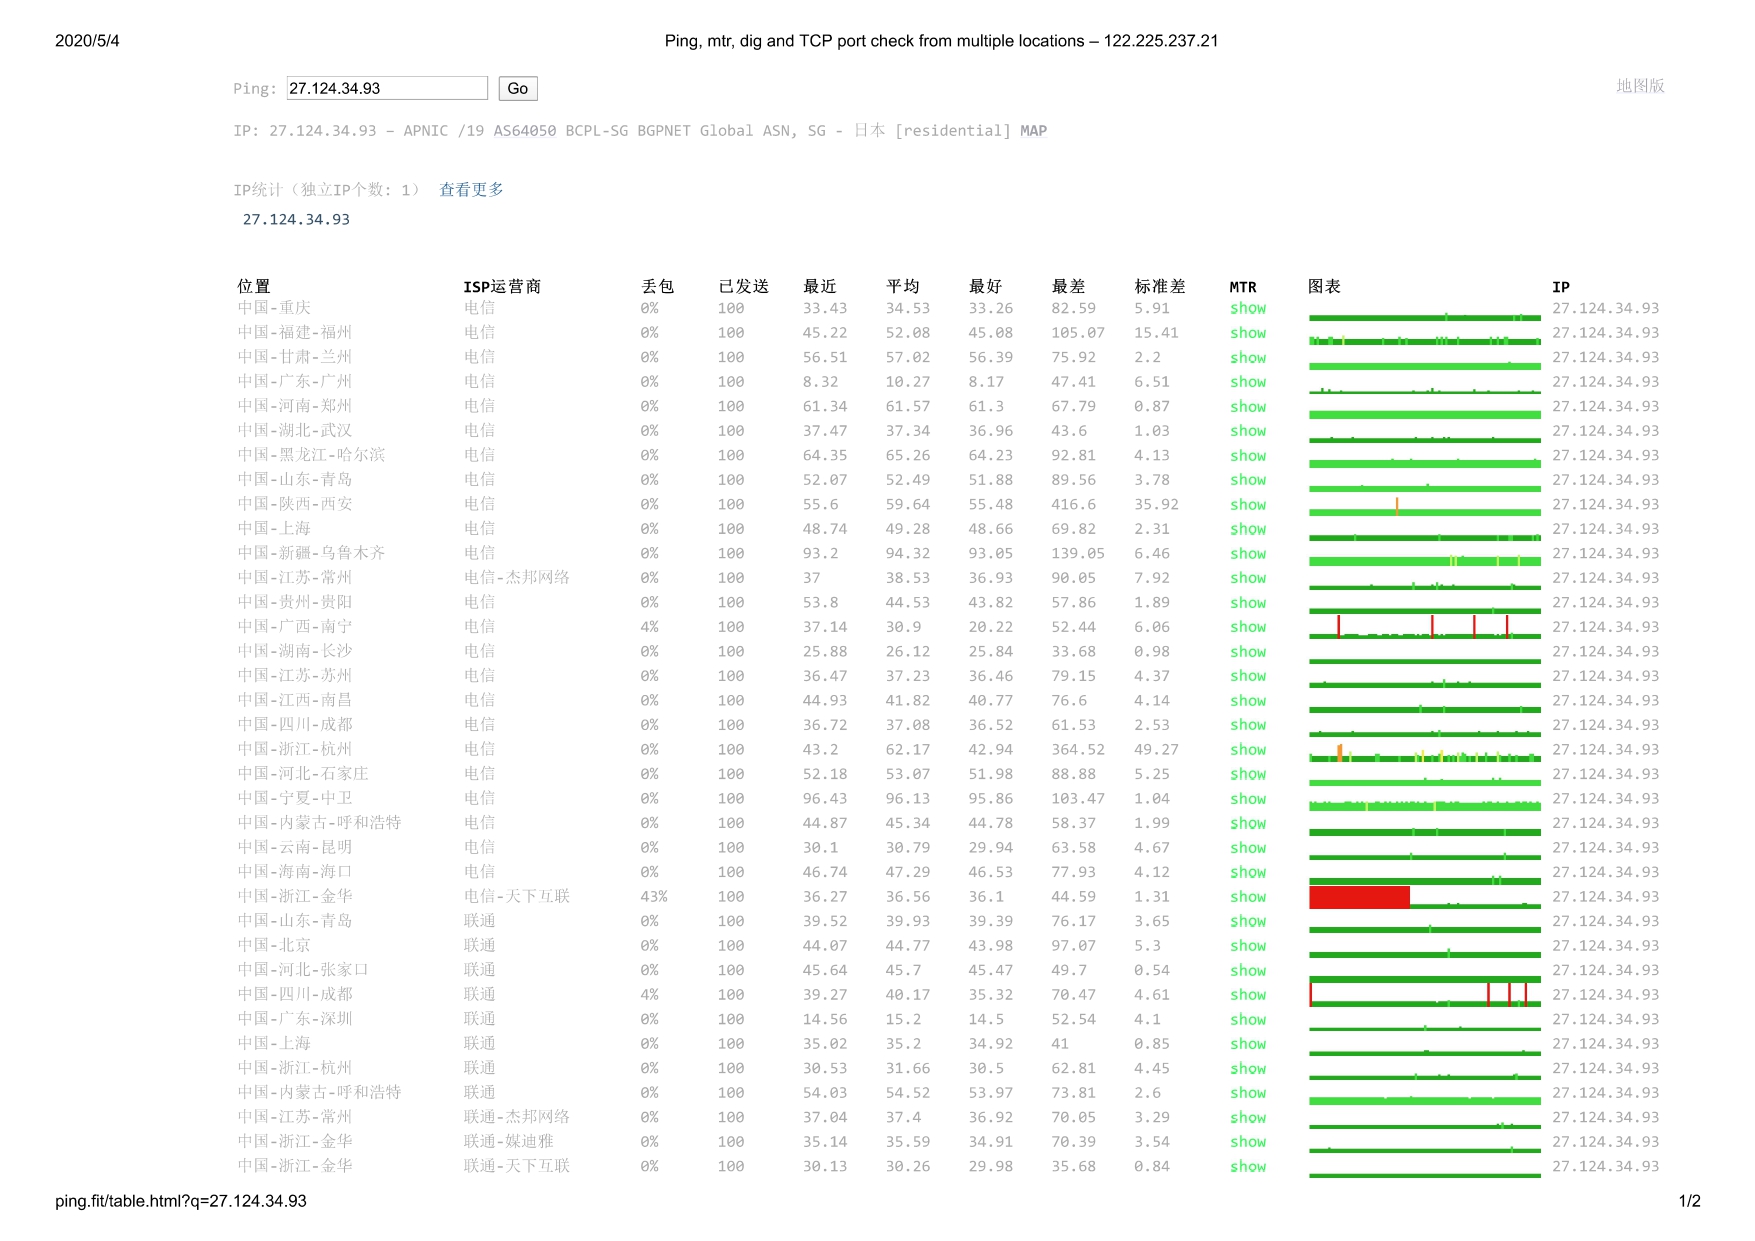 2020/5/4 Ping, mtr, dig and TCP port check from multiple locations – 122.225.237.21
Ping: 27.124.34.93 Go 地图版
IP: 27.124.34.93 – APNIC /19 AS64050 BCPL-SG BGPNET Global ASN, SG - 日本 [residential] MAP
IP统计（独立IP个数: 1） 查看更多
27.124.34.93
位置 ISP运营商 丢包 已发送 最近 平均 最好 最差 标准差 MTR 图表 IP
中国-重庆 电信 0% 100 33.43 34.53 33.26 82.59 5.91 show 27.124.34.93
中国-福建-福州 电信 0% 100 45.22 52.08 45.08 105.07 15.41 show 27.124.34.93
中国-甘肃-兰州 电信 0% 100 56.51 57.02 56.39 75.92 2.2 show 27.124.34.93
中国-广东-广州 电信 0% 100 8.32 10.27 8.17 47.41 6.51 show 27.124.34.93
中国-河南-郑州 电信 0% 100 61.34 61.57 61.3 67.79 0.87 show 27.124.34.93
中国-湖北-武汉 电信 0% 100 37.47 37.34 36.96 43.6 1.03 show 27.124.34.93
中国-黑龙江-哈尔滨 电信 0% 100 64.35 65.26 64.23 92.81 4.13 show 27.124.34.93
中国-山东-青岛 电信 0% 100 52.07 52.49 51.88 89.56 3.78 show 27.124.34.93
中国-陕西-西安 电信 0% 100 55.6 59.64 55.48 416.6 35.92 show 27.124.34.93
中国-上海 电信 0% 100 48.74 49.28 48.66 69.82 2.31 show 27.124.34.93
中国-新疆-乌鲁木齐 电信 0% 100 93.2 94.32 93.05 139.05 6.46 show 27.124.34.93
中国-江苏-常州 电信-杰邦网络 0% 100 37 38.53 36.93 90.05 7.92 show 27.124.34.93
中国-贵州-贵阳 电信 0% 100 53.8 44.53 43.82 57.86 1.89 show 27.124.34.93
中国-广西-南宁 电信 4% 100 37.14 30.9 20.22 52.44 6.06 show 27.124.34.93
中国-湖南-长沙 电信 0% 100 25.88 26.12 25.84 33.68 0.98 show 27.124.34.93
中国-江苏-苏州 电信 0% 100 36.47 37.23 36.46 79.15 4.37 show 27.124.34.93
中国-江西-南昌 电信 0% 100 44.93 41.82 40.77 76.6 4.14 show 27.124.34.93
中国-四川-成都 电信 0% 100 36.72 37.08 36.52 61.53 2.53 show 27.124.34.93
中国-浙江-杭州 电信 0% 100 43.2 62.17 42.94 364.52 49.27 show 27.124.34.93
中国-河北-石家庄 电信 0% 100 52.18 53.07 51.98 88.88 5.25 show 27.124.34.93
中国-宁夏-中卫 电信 0% 100 96.43 96.13 95.86 103.47 1.04 show 27.124.34.93
中国-内蒙古-呼和浩特 电信 0% 100 44.87 45.34 44.78 58.37 1.99 show 27.124.34.93
中国-云南-昆明 电信 0% 100 30.1 30.79 29.94 63.58 4.67 show 27.124.34.93
中国-海南-海口 电信 0% 100 46.74 47.29 46.53 77.93 4.12 show 27.124.34.93
中国-浙江-金华 电信-天下互联 43% 100 36.27 36.56 36.1 44.59 1.31 show 27.124.34.93
中国-山东-青岛 联通 0% 100 39.52 39.93 39.39 76.17 3.65 show 27.124.34.93
中国-北京 联通 0% 100 44.07 44.77 43.98 97.07 5.3 show 27.124.34.93
中国-河北-张家口 联通 0% 100 45.64 45.7 45.47 49.7 0.54 show 27.124.34.93
中国-四川-成都 联通 4% 100 39.27 40.17 35.32 70.47 4.61 show 27.124.34.93
中国-广东-深圳 联通 0% 100 14.56 15.2 14.5 52.54 4.1 show 27.124.34.93
中国-上海 联通 0% 100 35.02 35.2 34.92 41 0.85 show 27.124.34.93
中国-浙江-杭州 联通 0% 100 30.53 31.66 30.5 62.81 4.45 show 27.124.34.93
中国-内蒙古-呼和浩特 联通 0% 100 54.03 54.52 53.97 73.81 2.6 show 27.124.34.93
中国-江苏-常州 联通-杰邦网络 0% 100 37.04 37.4 36.92 70.05 3.29 show 27.124.34.93
中国-浙江-金华 联通-媒迪雅 0% 100 35.14 35.59 34.91 70.39 3.54 show 27.124.34.93
中国-浙江-金华 联通-天下互联 0% 100 30.13 30.26 29.98 35.68 0.84 show 27.124.34.93
ping.fit/table.html?q=27.124.34.93 1/2